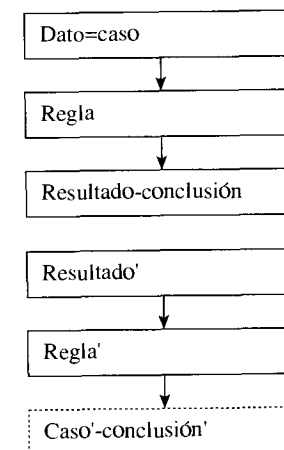 Dato=caso
Regla
Resultado-conclusión
Resultado'
Regla'
Caso'-conclusión'